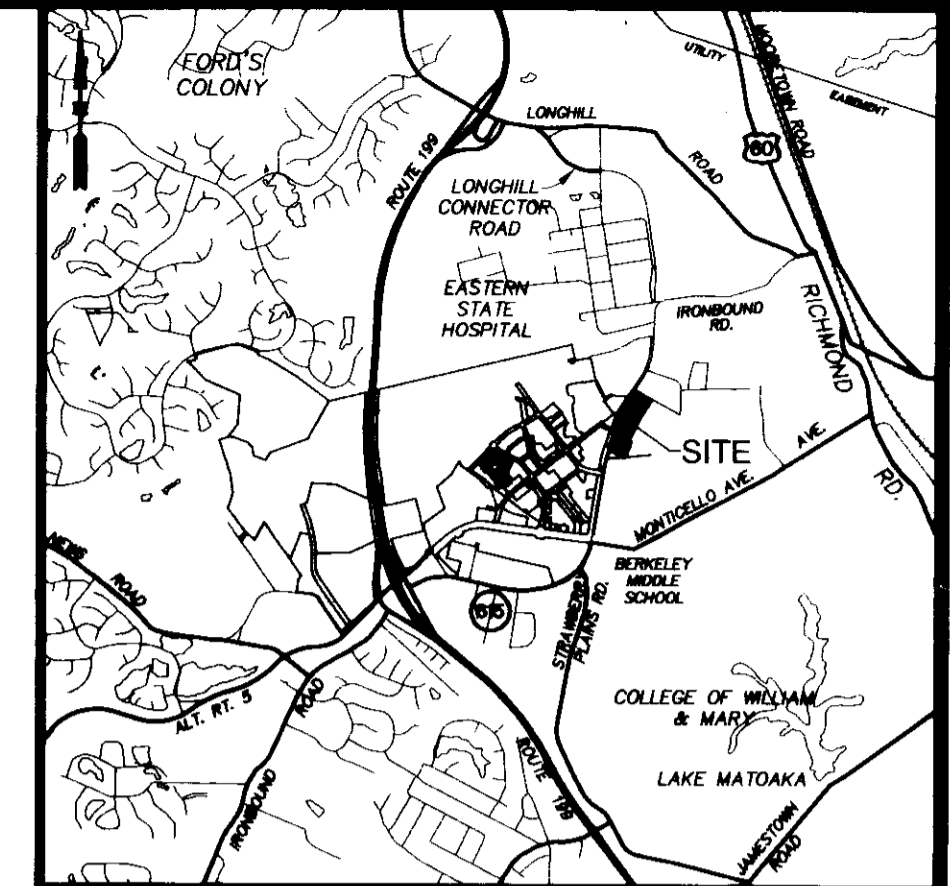 FORD'S
COLONY
UTILITY
EASEMENT
MOORETOWN ROAD
60
LONGHILL
ROAD
ROUTE 199
LONGHILL
CONNECTOR
ROAD
EASTERN
STATE
HOSPITAL
IRONBOUND
RD.
RICHMOND
RD.
SITE
MONTICELLO AVE.
AVE.
NEWS
ROAD
BERKELEY
MIDDLE
SCHOOL
615
STRAWBERRY
PLAINS RD.
ALT. RT. 5
ROAD
IRONBOUND
ROUTE 199
COLLEGE OF WILLIAM
& MARY
LAKE MATOAKA
JAMESTOWN
ROAD